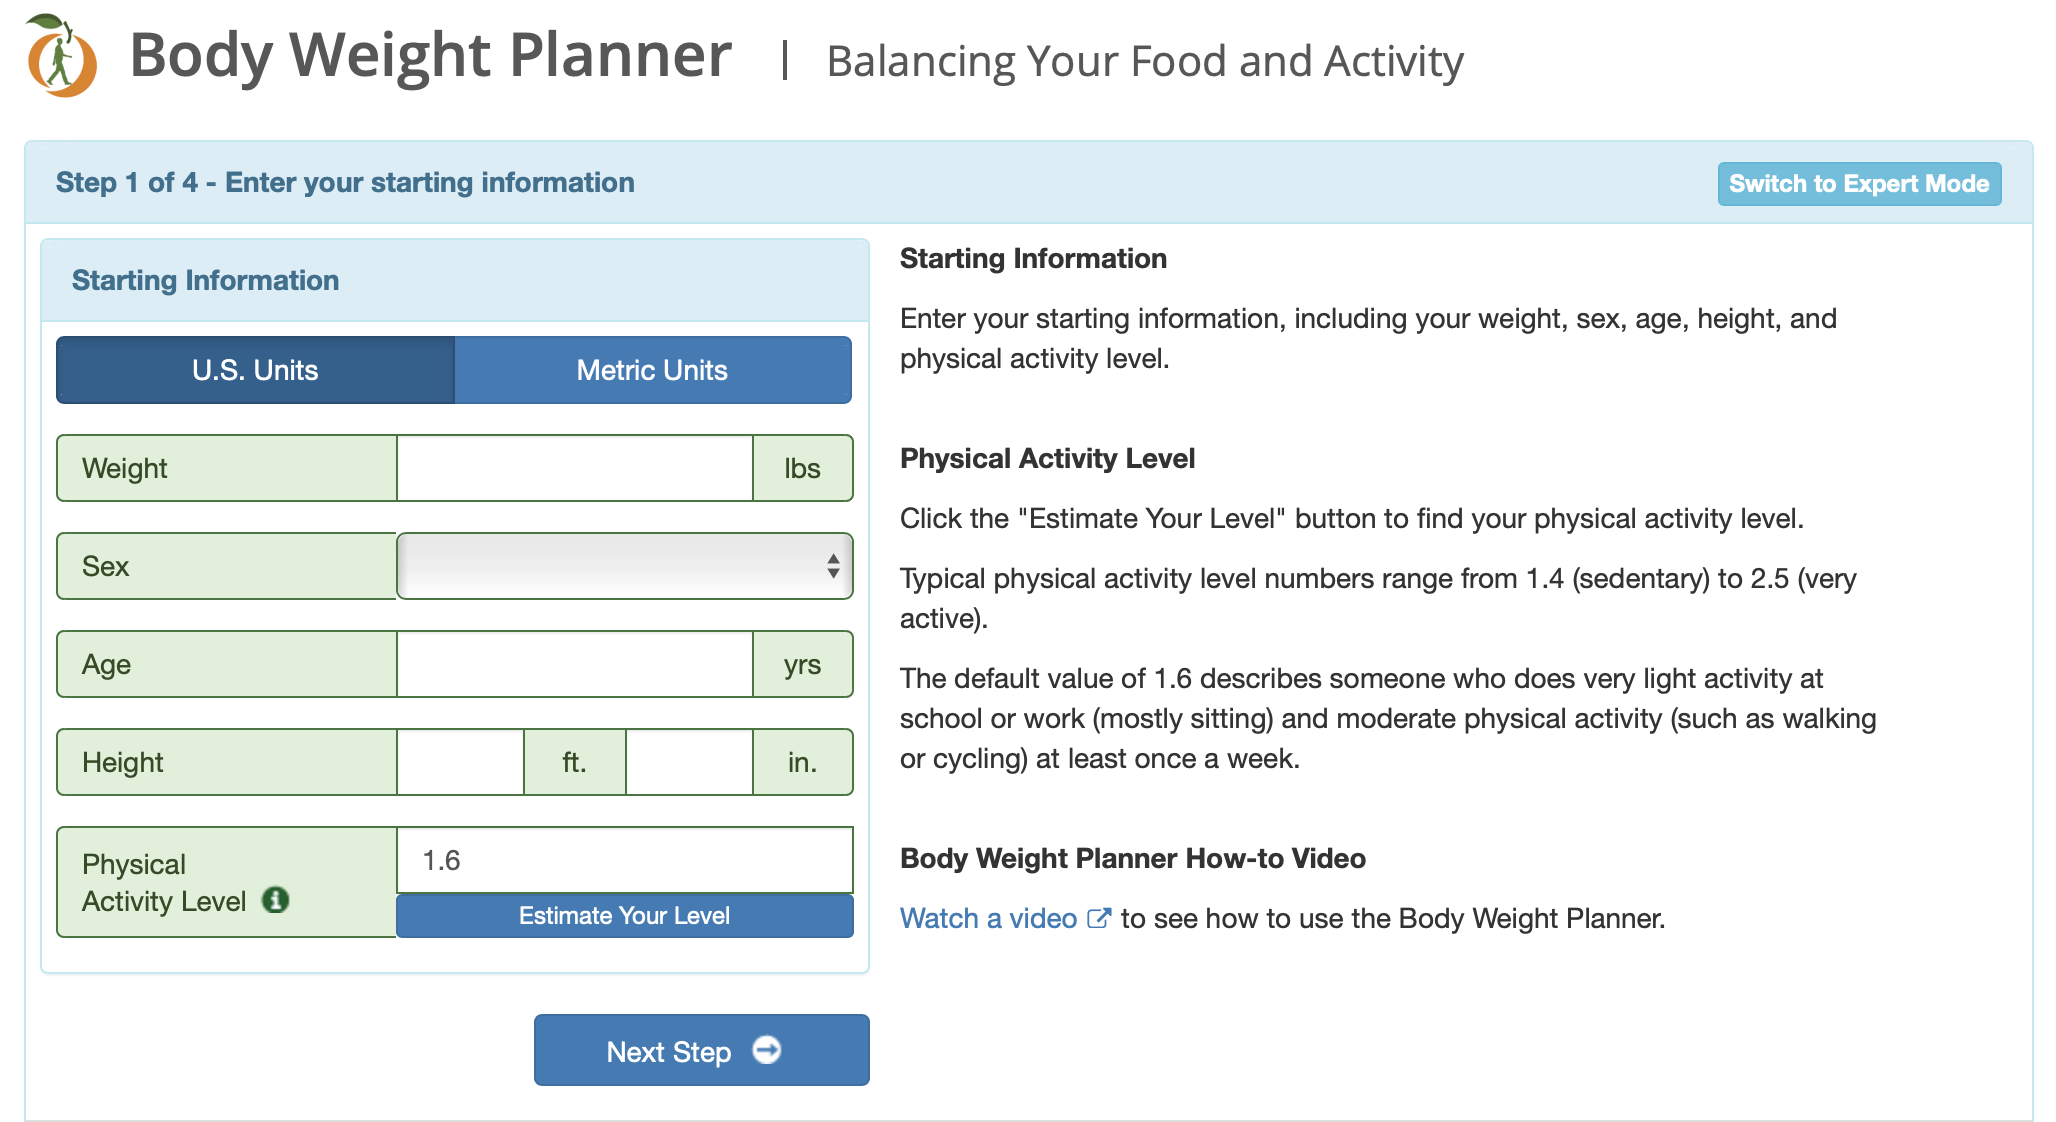 Body Weight Planner | Balancing Your Food and Activity
Step 1 of 4 - Enter your starting information
Switch to Expert Mode
Starting Information
U.S. Units
Metric Units
Weight
lbs
Sex
Age
yrs
Height
ft.
in.
Physical
Activity Level
1.6
Estimate Your Level
Next Step
Starting Information
Enter your starting information, including your weight, sex, age, height, and
physical activity level.
Physical Activity Level
Click the "Estimate Your Level" button to find your physical activity level.
Typical physical activity level numbers range from 1.4 (sedentary) to 2.5 (very
active).
The default value of 1.6 describes someone who does very light activity at
school or work (mostly sitting) and moderate physical activity (such as walking
or cycling) at least once a week.
Body Weight Planner How-to Video
Watch a video to see how to use the Body Weight Planner.